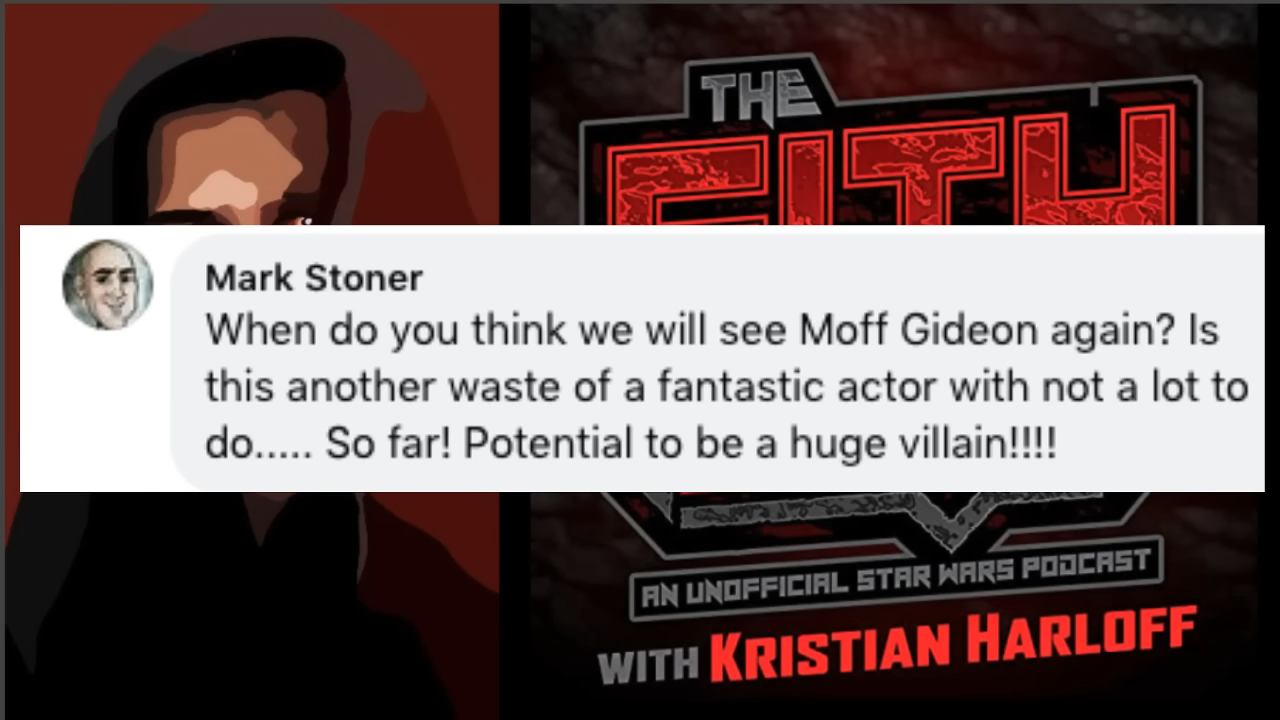 THE
SITH
Mark Stoner
When do you think we will see Moff Gideon again? Is
this another waste of a fantastic actor with not a lot to
do..... So far! Potential to be a huge villain!!!!
AN UNOFFICIAL STAR WARS PODCAST
WITH KRISTIAN HARLOFF